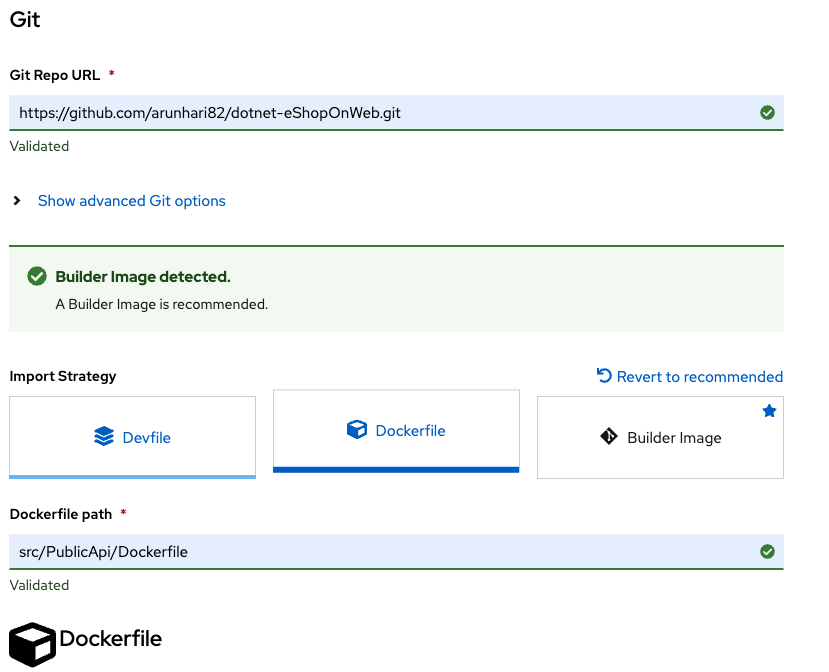 Git
Git Repo URL *
https://github.com/arunhari82/dotnet-eShopOnWeb.git
Validated
Show advanced Git options
Builder Image detected.
A Builder Image is recommended.
Import Strategy
Revert to recommended
Devfile
Dockerfile
Builder Image
Dockerfile path *
src/PublicApi/Dockerfile
Validated
Dockerfile